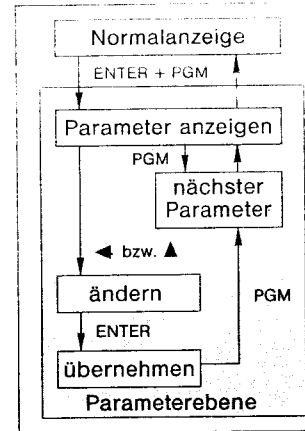 Normalanzeige
ENTER + PGM
Parameter anzeigen
PGM
nächster
Parameter
◄ bzw. ▲
ändern
PGM
ENTER
übernehmen
Parameterebene